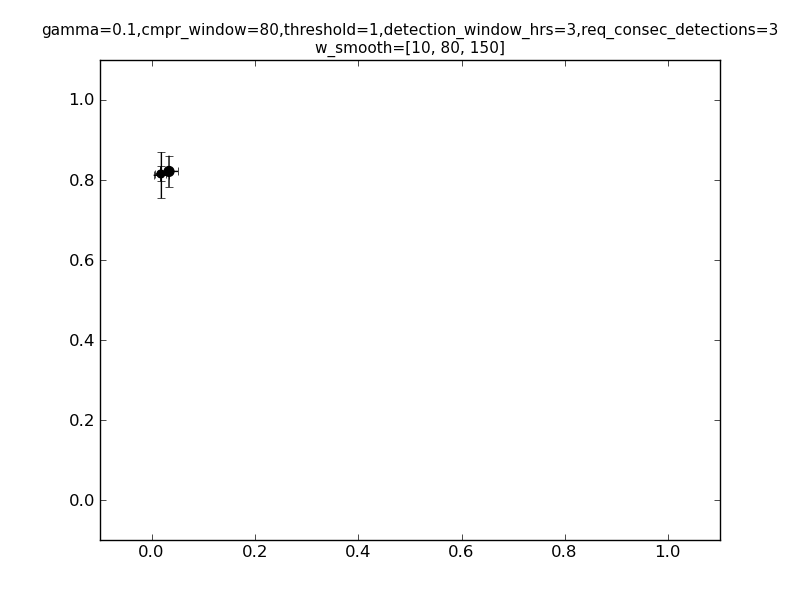 gamma=0.1,cmpr_window=80,threshold=1,detection_window_hrs=3,req_consec_detections=3
w_smooth=[10, 80, 150]
1.0
0.8
0.6
0.4
0.2
0.0
0.0 0.2 0.4 0.6 0.8 1.0